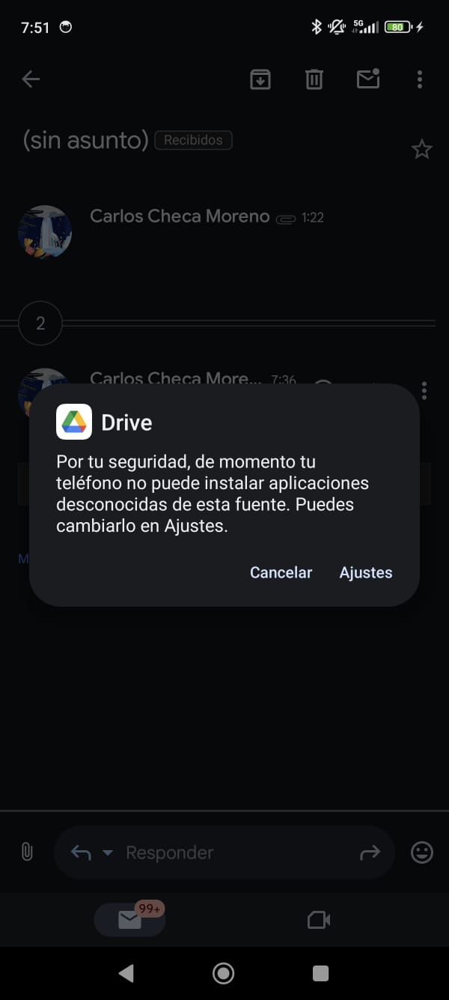 7:51 5G 80
(sin asunto) Recibidos
Carlos Checa Moreno 1:22
2
Carlos Checa More... 7:36
Drive
Por tu seguridad, de momento tu
teléfono no puede instalar aplicaciones
desconocidas de esta fuente. Puedes
cambiarlo en Ajustes.
M
Cancelar Ajustes
Responder
99+